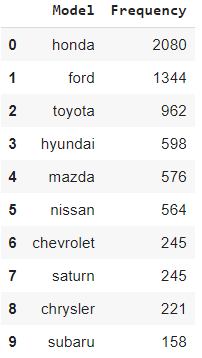 Model Frequency
0 honda 2080
1 ford 1344
2 toyota 962
3 hyundai 598
4 mazda 576
5 nissan 564
6 chevrolet 245
7 saturn 245
8 chrysler 221
9 subaru 158